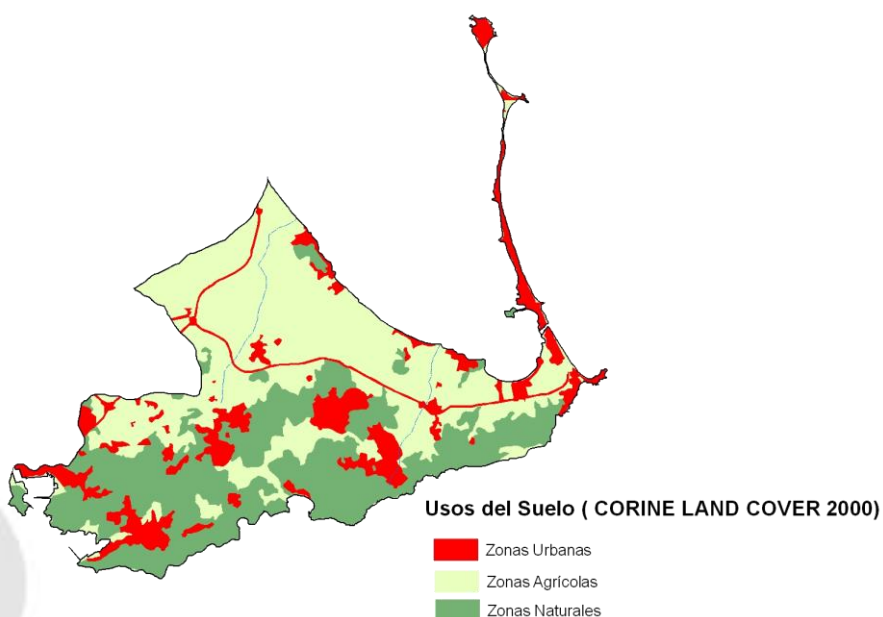 Usos del Suelo ( CORINE LAND COVER 2000)
Zonas Urbanas
Zonas Agrícolas
Zonas Naturales